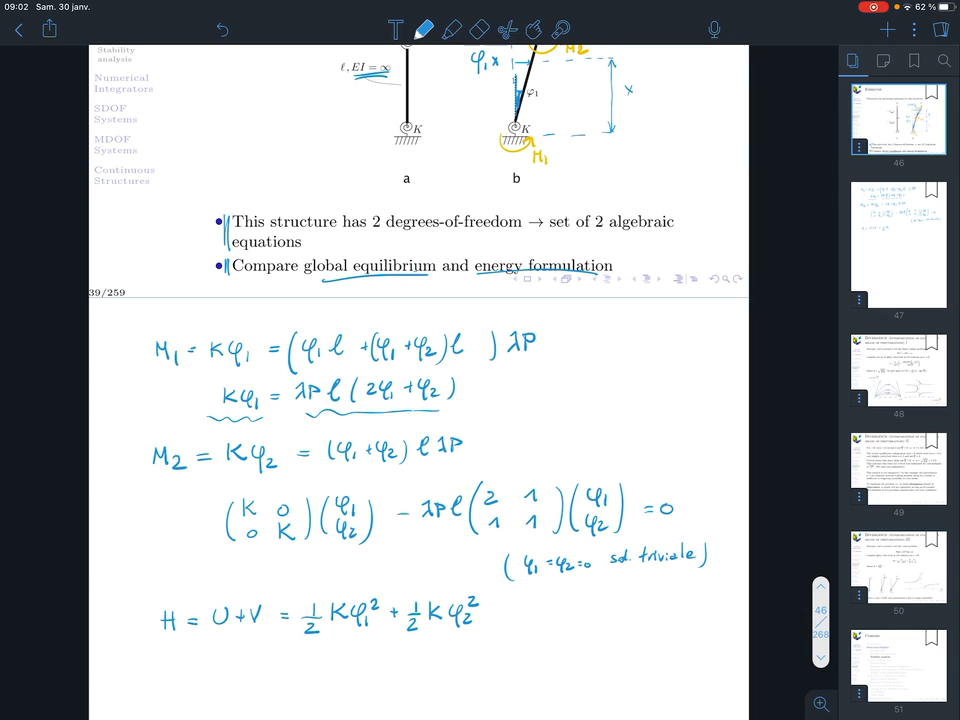 09:02 Sam. 30 janv.
62 %
Stability
analysis
Numerical
Integrators
SDOF
Systems
MDOF
Systems
Continuous
Structures
ℓ, EI = ∞
K
a
φ₁x
M₂
φ₁
x
K
M₁
b
• This structure has 2 degrees-of-freedom → set of 2 algebraic
equations
• Compare global equilibrium and energy formulation
39/259
M₁ = Kφ₁ = (φ₁ℓ + (φ₁+φ₂)ℓ ) λP
Kφ₁ = λPℓ (2φ₁ + φ₂)
M₂ = Kφ₂ = (φ₁+φ₂) ℓ λP
(K 0
0 K) (φ₁
φ₂) - λPℓ (2 1
1 1) (φ₁
φ₂) = 0
(φ₁ = φ₂ = 0 sol. triviale)
H = U+V = ½ Kφ₁² + ½ Kφ₂²
46
/
268
46
47
48
49
50
51